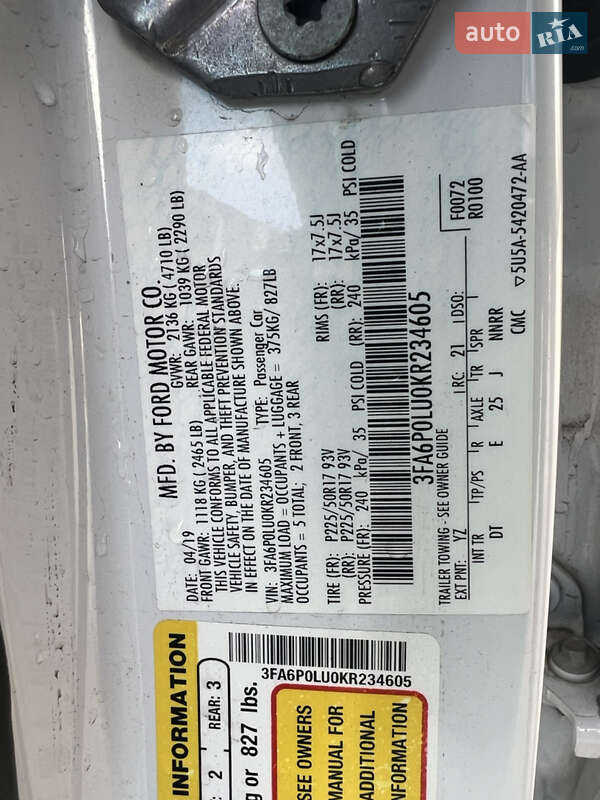 auto RIA.com
MFD. BY FORD MOTOR CO.
DATE: 04/19 GVWR: 2136 KG ( 4710 LB)
FRONT GAWR: 1118 KG ( 2465 LB) REAR GAWR: 1039 KG ( 2290 LB)
THIS VEHICLE CONFORMS TO ALL APPLICABLE FEDERAL MOTOR
VEHICLE SAFETY, BUMPER, AND THEFT PREVENTION STANDARDS
IN EFFECT ON THE DATE OF MANUFACTURE SHOWN ABOVE.
VIN: 3FA6P0LU0KR234605 TYPE: Passenger Car
MAXIMUM LOAD = OCCUPANTS + LUGGAGE = 375KG/ 827LB
OCCUPANTS = 5 TOTAL; 2 FRONT, 3 REAR
TIRE (FR): P225/50R17 93V RIMS (FR): 17x7.5J
(RR): P225/50R17 93V (RR): 17x7.5J
PRESSURE (FR): 240 kPa/ 35 PSI COLD (RR): 240 kPa/ 35 PSI COLD
3FA6P0LU0KR234605
TRAILER TOWING - SEE OWNER GUIDE F0072
EXT PNT: YZ RC: 21 DSO: R0100
INT TR TP/PS R AXLE TR SPR
DT E 25 J NNRR
CMC ▽5U5A-5420472-AA
INFORMATION
2 REAR: 3
3FA6P0LU0KR234605
or 827 lbs.
SEE OWNERS
MANUAL FOR
ADDITIONAL